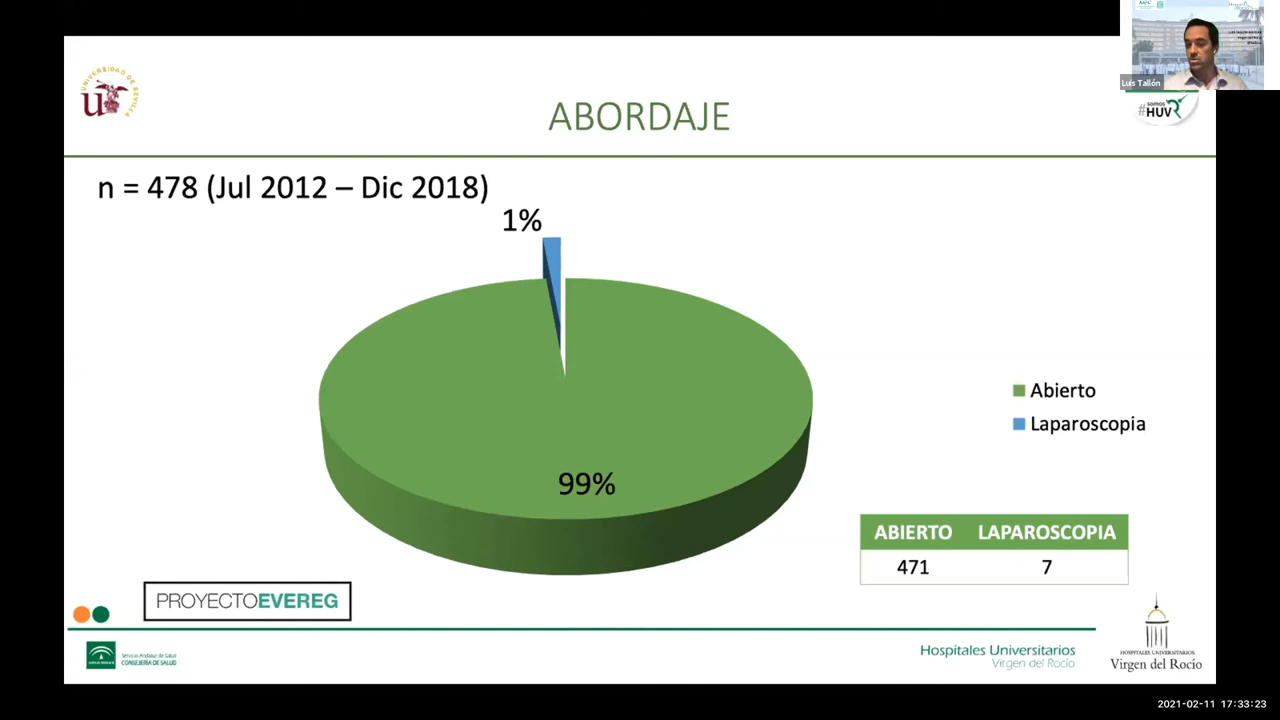 UNIVERSIDAD DE SEVILLA
Luis Tallón
somos
#HUVR
ABORDAJE
n = 478 (Jul 2012 – Dic 2018)
1%
99%
Abierto
Laparoscopia
ABIERTO LAPAROSCOPIA
471 7
PROYECTOEVEREG
Servicio Andaluz de Salud
CONSEJERÍA DE SALUD
Hospitales Universitarios
Virgen del Rocío
HOSPITALES UNIVERSITARIOS
Virgen del Rocío
2021-02-11 17:33:23